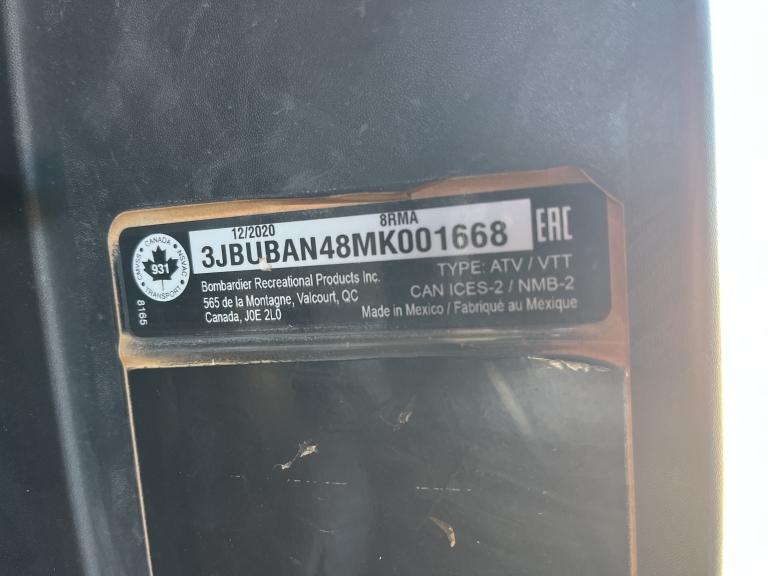 12/2020 8RMA
3JBUBAN48MK001668
EAC
CMVSS • CANADA • NSVAC • TRANSPORT •
931
8165
Bombardier Recreational Products Inc.
565 de la Montagne, Valcourt, QC
Canada, J0E 2L0
TYPE: ATV / VTT
CAN ICES-2 / NMB-2
Made in Mexico / Fabriqué au Mexique